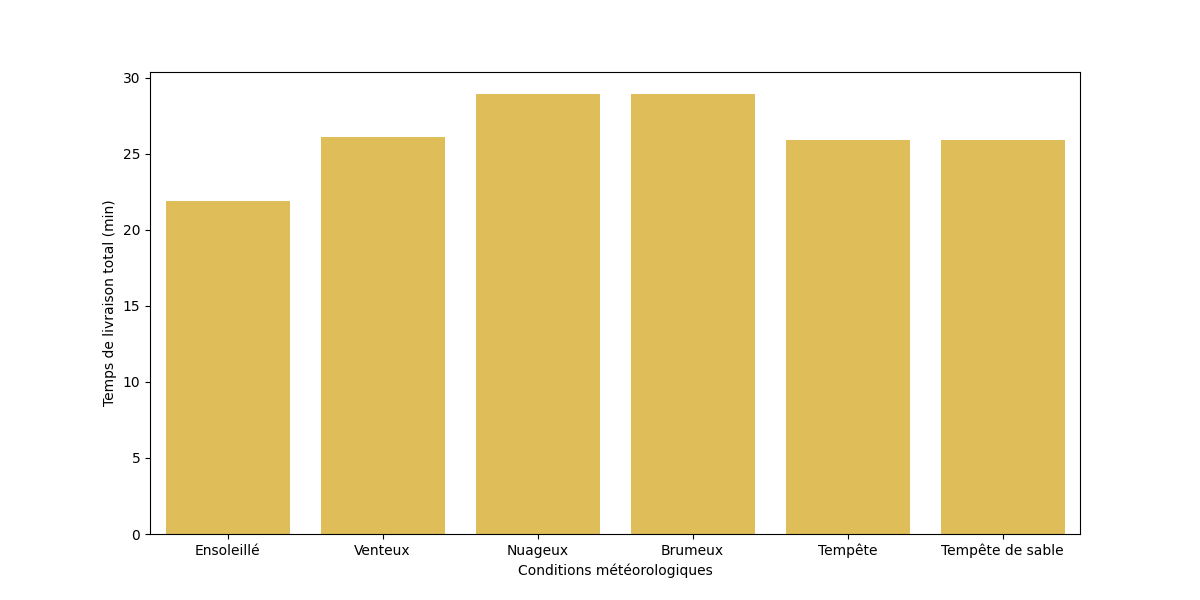 30
25
20
15
10
5
0
Temps de livraison total (min)
Ensoleillé Venteux Nuageux Brumeux Tempête Tempête de sable
Conditions météorologiques